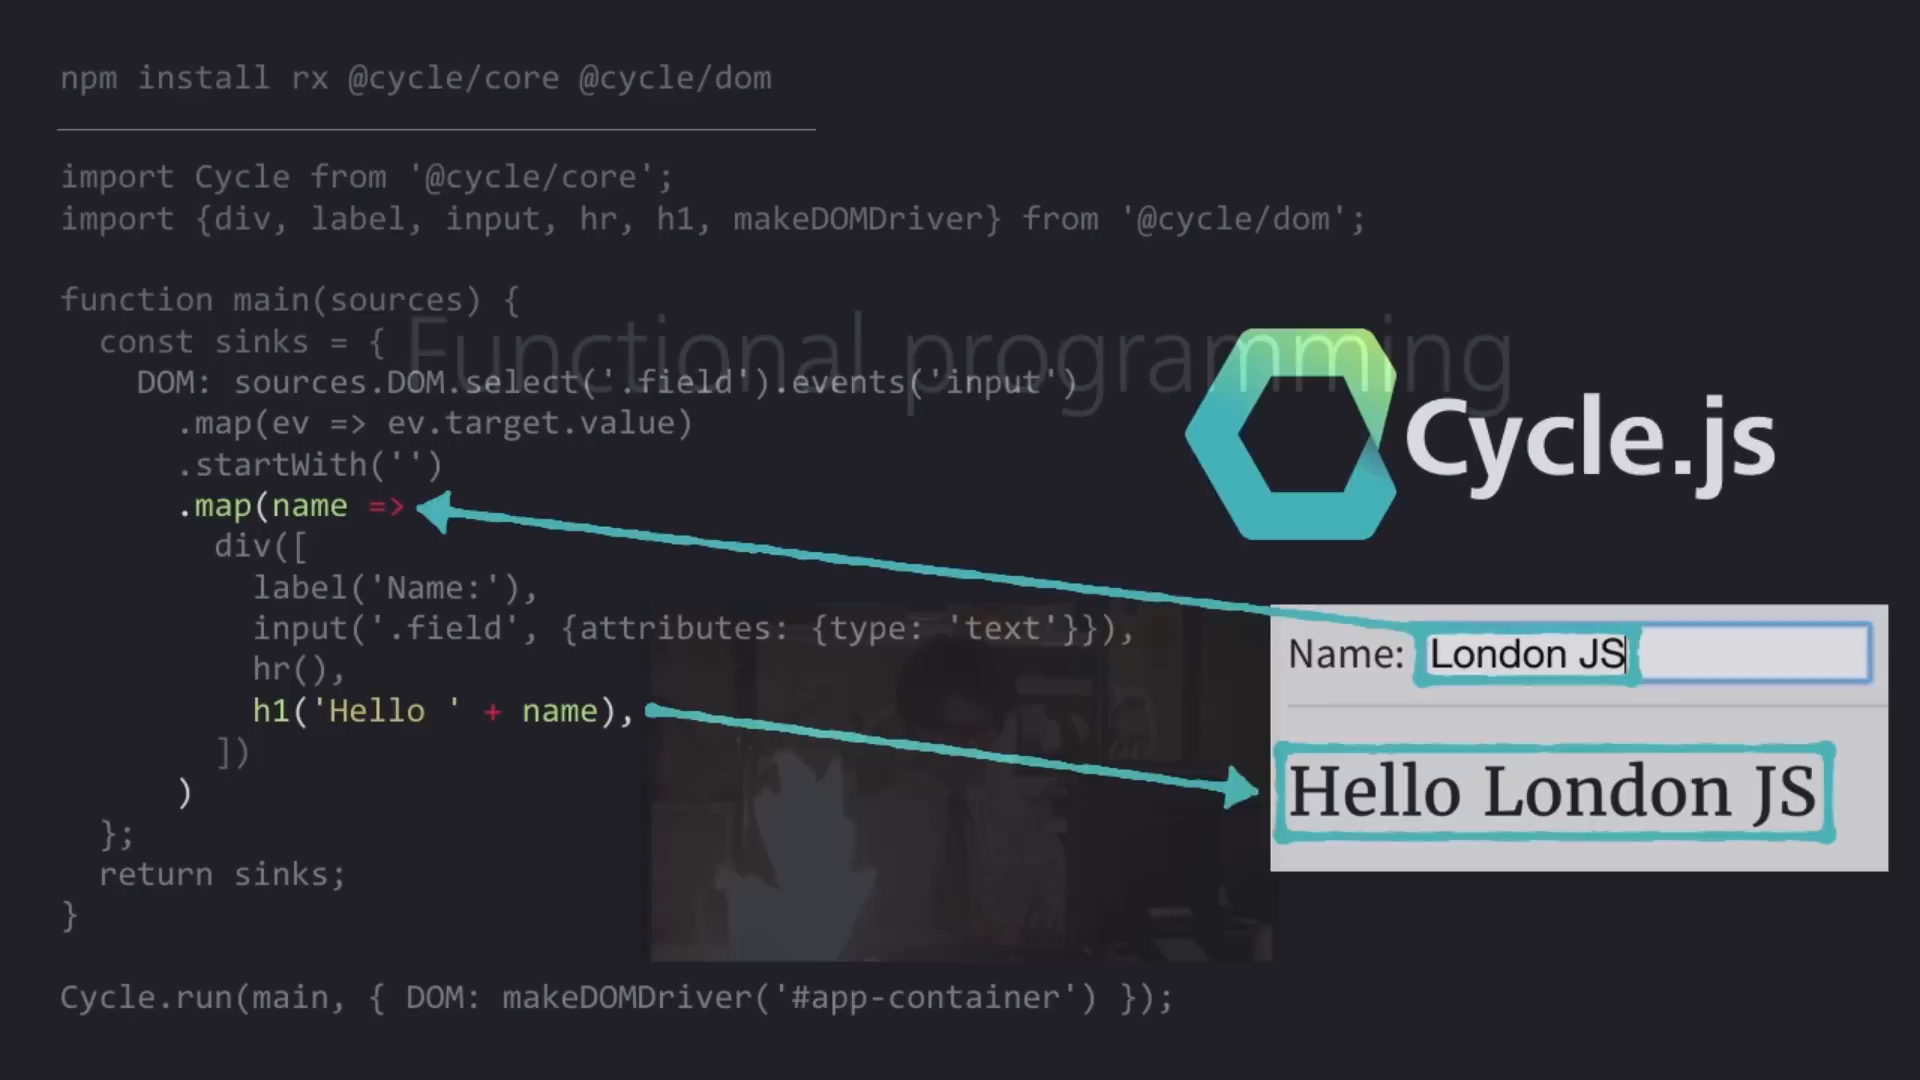 npm install rx @cycle/core @cycle/dom
import Cycle from '@cycle/core';
import {div, label, input, hr, h1, makeDOMDriver} from '@cycle/dom';
function main(sources) {
const sinks = {
Functional programming
DOM: sources.DOM.select('.field').events('input')
.map(ev => ev.target.value)
.startWith('')
.map(name =>
div([
label('Name:'),
input('.field', {attributes: {type: 'text'}}),
hr(),
h1('Hello ' + name),
])
)
};
return sinks;
}
Cycle.run(main, { DOM: makeDOMDriver('#app-container') });
Cycle.js
Name: London JS
Hello London JS